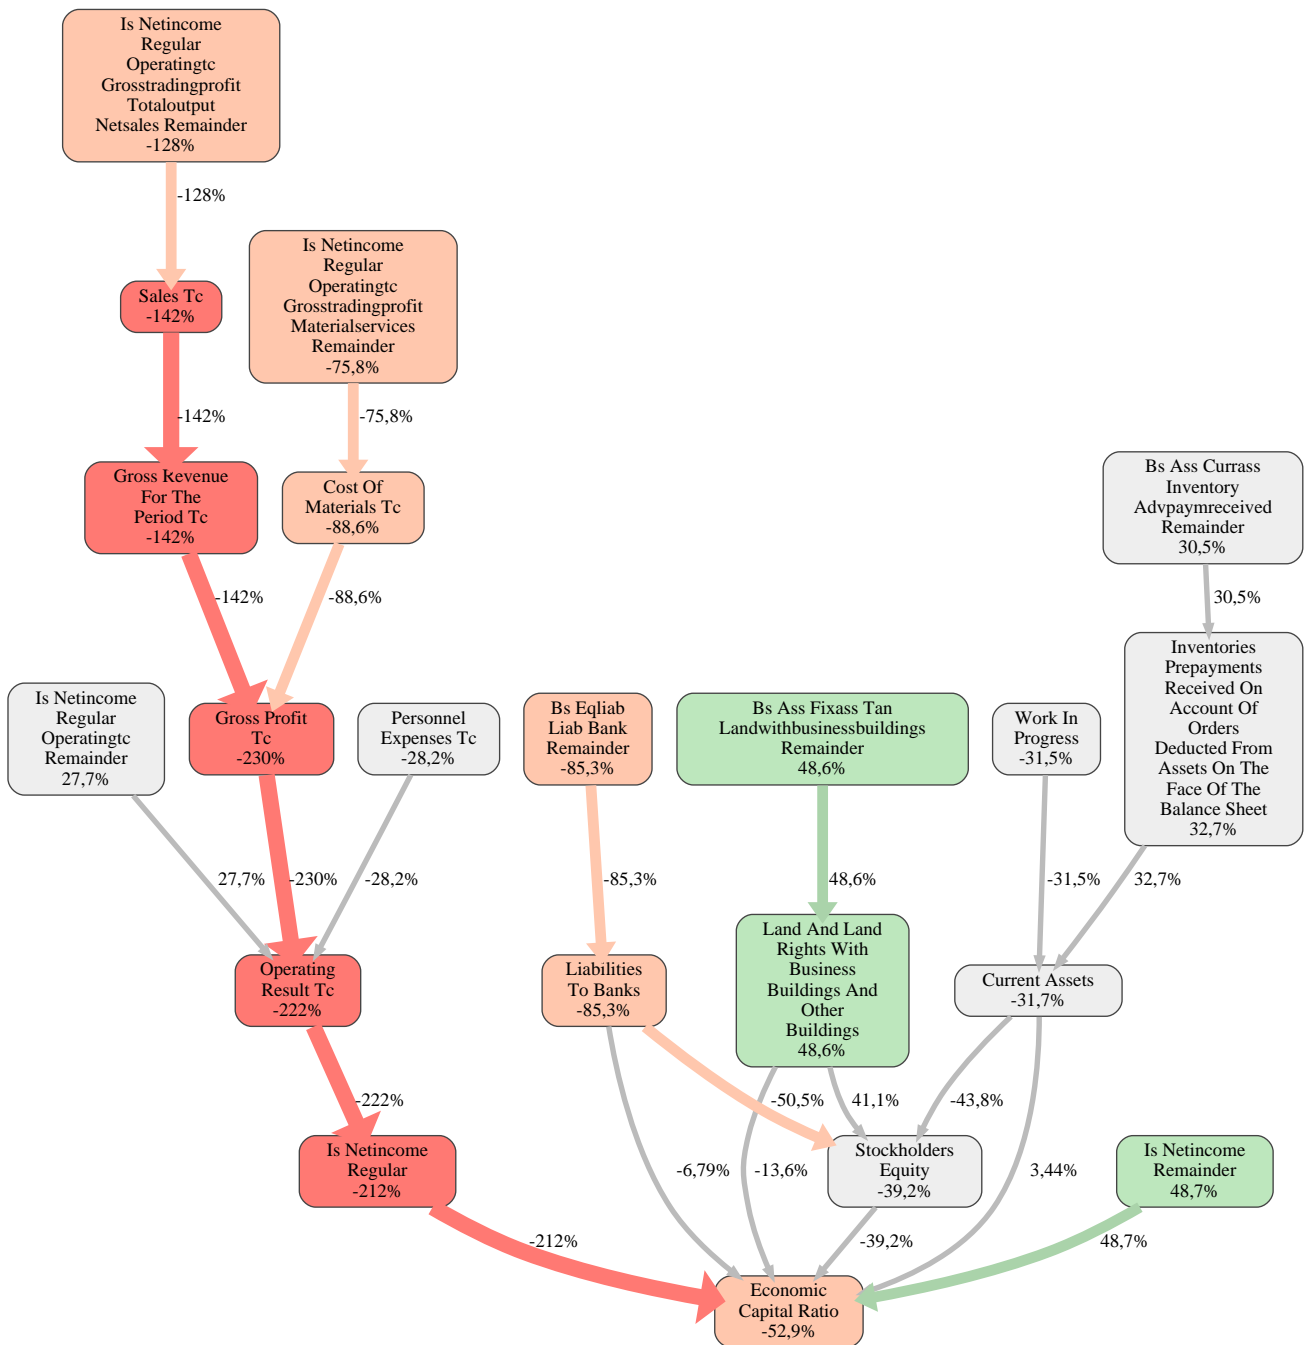 Is Netincome
Regular
Operatingtc
Grosstradingprofit
Totaloutput
Netsales Remainder
-128%
-128%
Is Netincome
Regular
Operatingtc
Grosstradingprofit
Materialservices
Remainder
-75,8%
Sales Tc
-142%
-142%
-75,8%
Gross Revenue
For The
Period Tc
-142%
Cost Of
Materials Tc
-88,6%
Bs Ass Currass
Inventory
Advpaymreceived
Remainder
30,5%
-142%
-88,6%
30,5%
Is Netincome
Regular
Operatingtc
Remainder
27,7%
Gross Profit
Tc
-230%
Personnel
Expenses Tc
-28,2%
Bs Eqliab
Liab Bank
Remainder
-85,3%
Bs Ass Fixass Tan
Landwithbusinessbuildings
Remainder
48,6%
Work In
Progress
-31,5%
Inventories
Prepayments
Received On
Account Of
Orders
Deducted From
Assets On The
Face Of The
Balance Sheet
32,7%
27,7%
-230%
-28,2%
-85,3%
48,6%
-31,5%
32,7%
Operating
Result Tc
-222%
Liabilities
To Banks
-85,3%
Land And Land
Rights With
Business
Buildings And
Other
Buildings
48,6%
Current Assets
-31,7%
-222%
-50,5%
41,1%
-43,8%
Is Netincome
Regular
-212%
-6,79%
-13,6%
Stockholders
Equity
-39,2%
3,44%
Is Netincome
Remainder
48,7%
-212%
-39,2%
48,7%
Economic
Capital Ratio
-52,9%